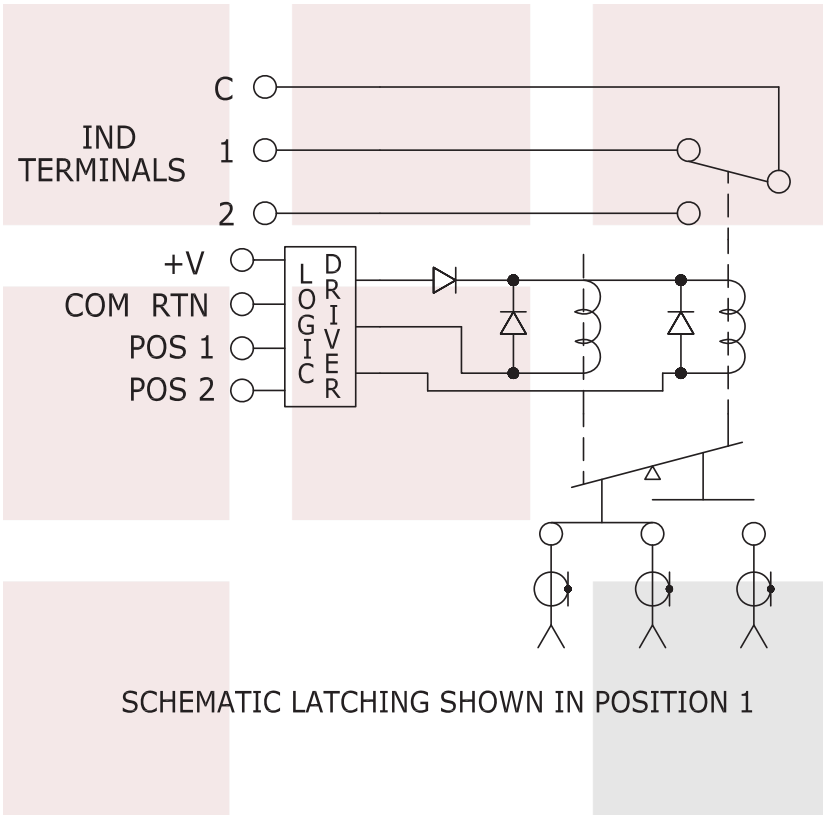 C
IND
TERMINALS
1
2
+V
COM RTN
POS 1
POS 2
LOGIC
DRIVER
SCHEMATIC LATCHING SHOWN IN POSITION 1